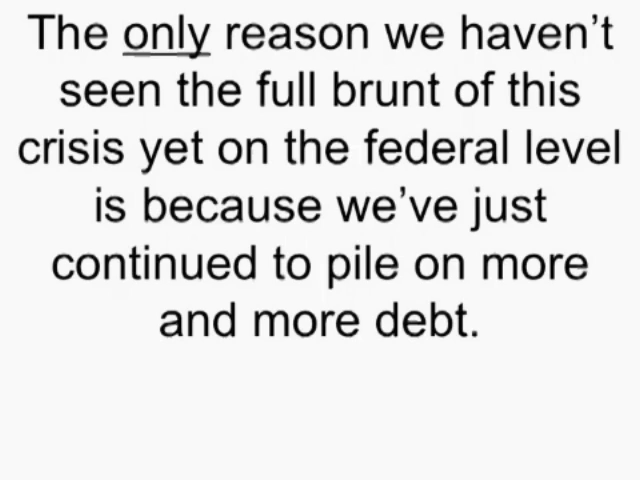 The only reason we haven’t
seen the full brunt of this
crisis yet on the federal level
is because we’ve just
continued to pile on more
and more debt.